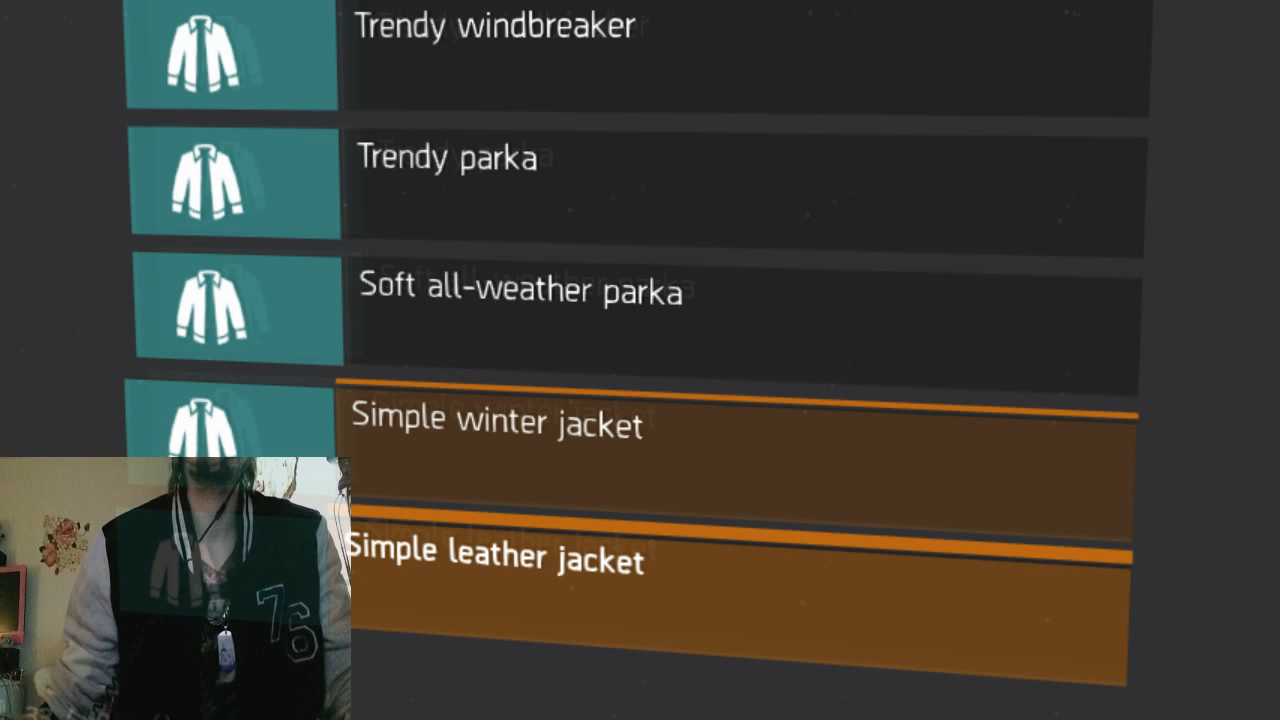 Trendy windbreaker
Trendy parka
Soft all-weather parka
Simple winter jacket
Simple leather jacket
76